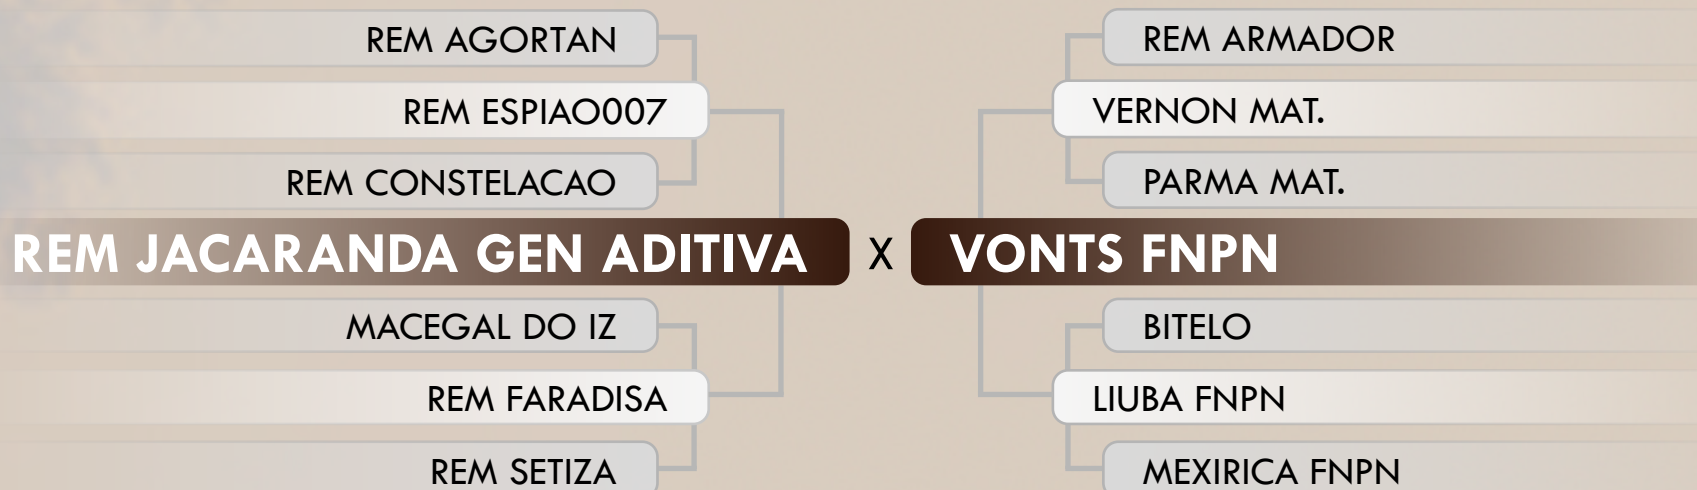 REM AGORTAN
REM ESPIAO007
REM CONSTELACAO
REM JACARANDA GEN ADITIVA X VONTS FNPN
MACEGAL DO IZ
REM FARADISA
REM SETIZA
REM ARMADOR
VERNON MAT.
PARMA MAT.
BITELO
LIUBA FNPN
MEXIRICA FNPN